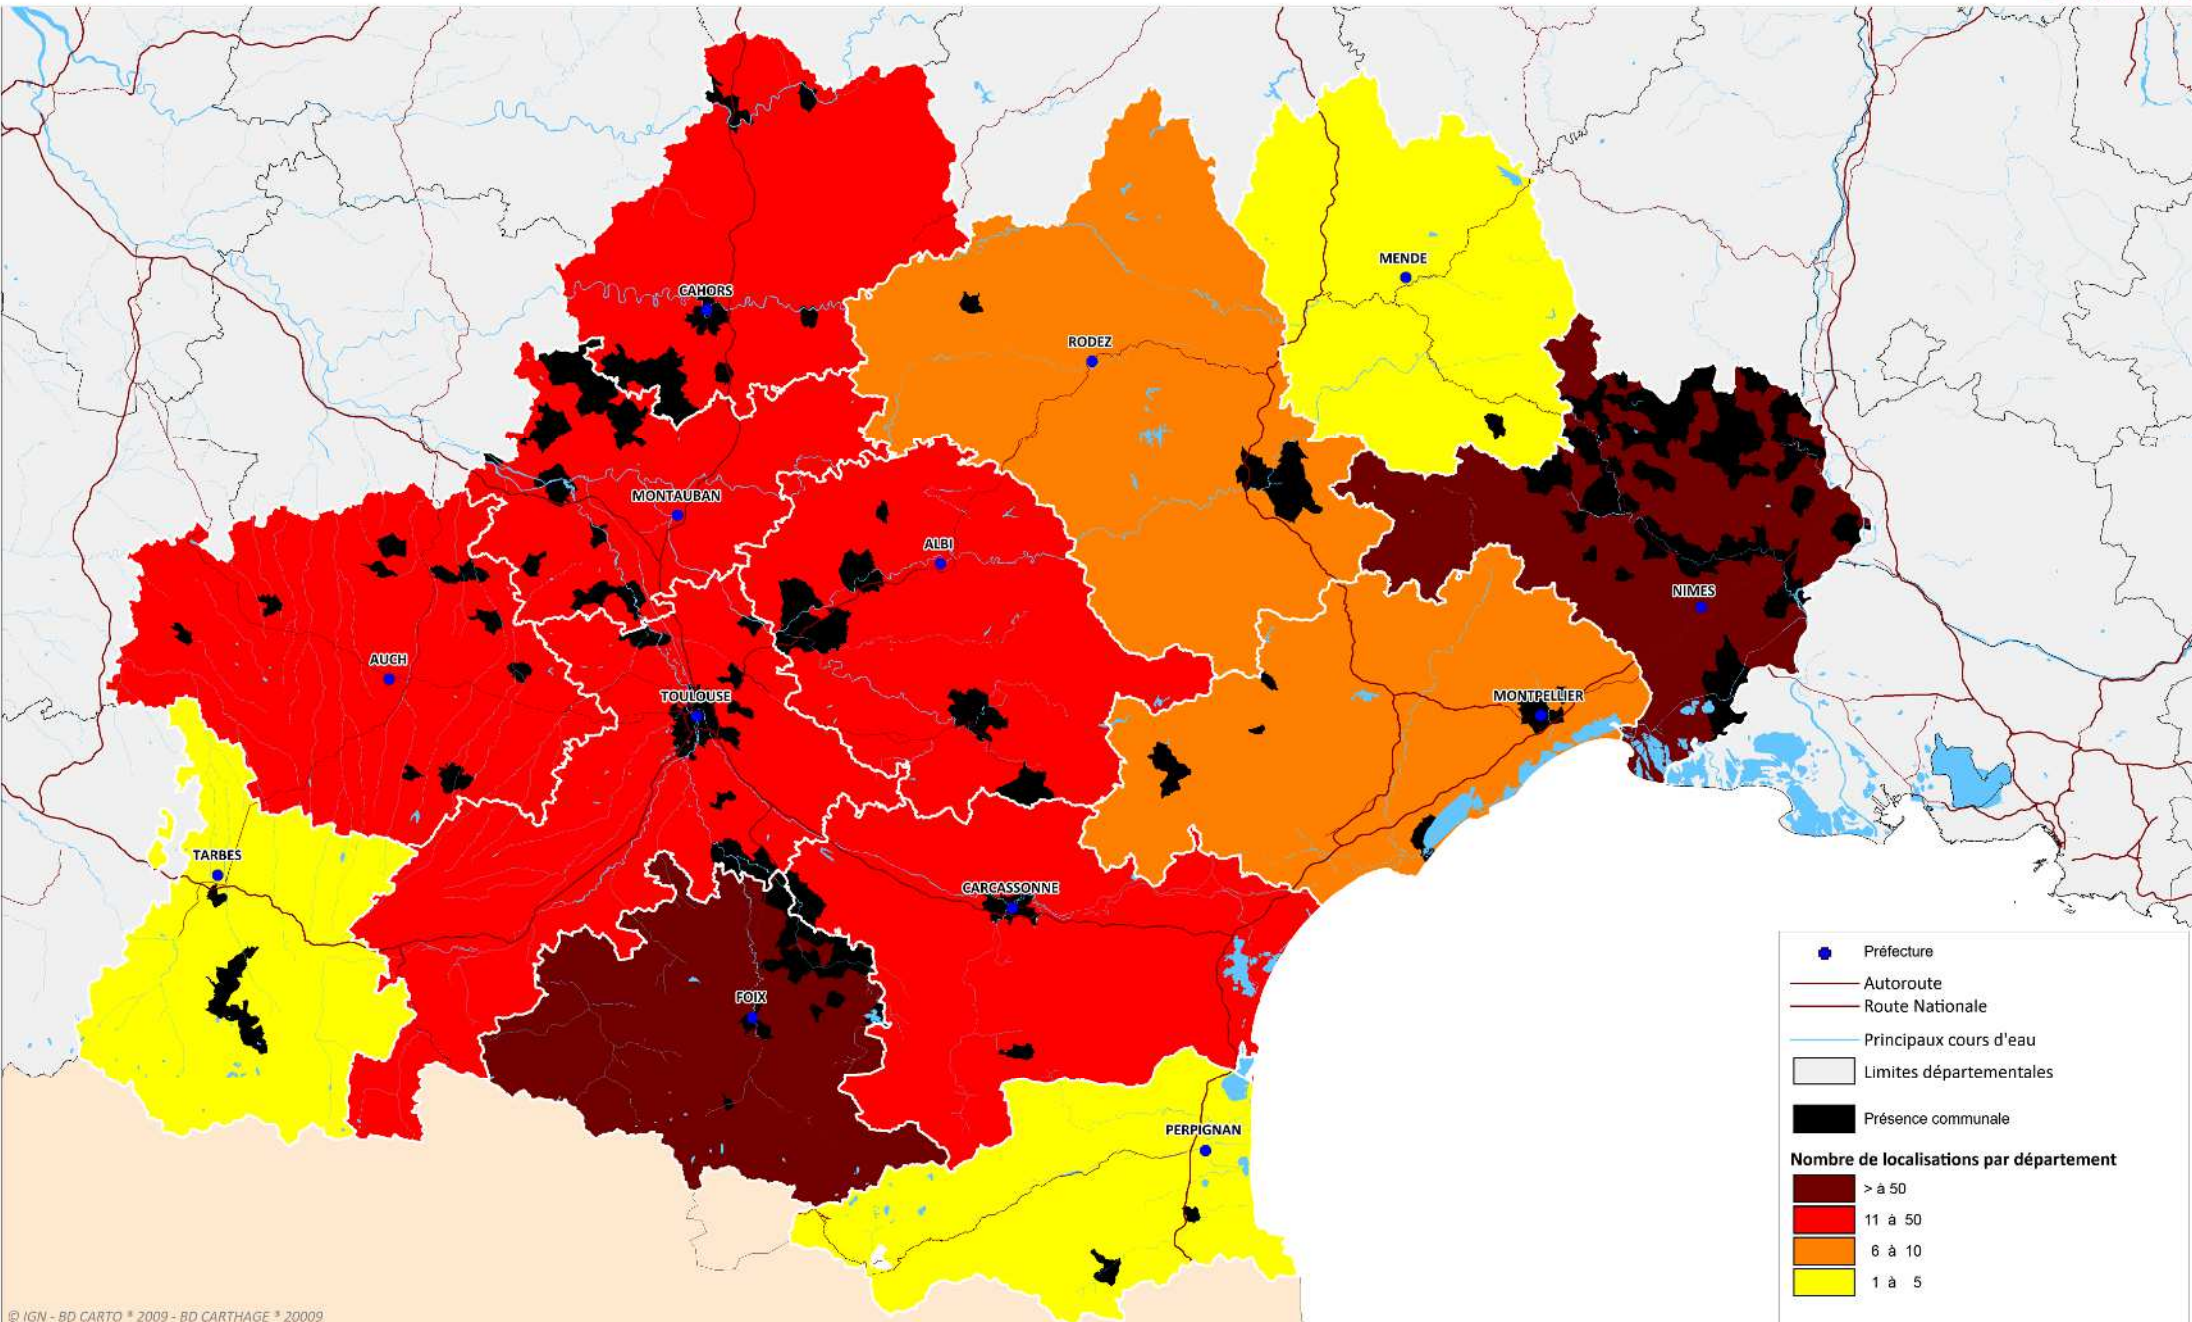 MENDE
CAHORS
RODEZ
MONTAUBAN
ALBI
NIMES
AUCH
TOULOUSE
MONTPELLIER
TARBES
CARCASSONNE
FOIX
PERPIGNAN
Préfecture
Autoroute
Route Nationale
Principaux cours d'eau
Limites départementales
Présence communale
Nombre de localisations par département
> à 50
11 à 50
6 à 10
1 à 5
© IGN - BD CARTO ® 2009 - BD CARTHAGE ® 20009